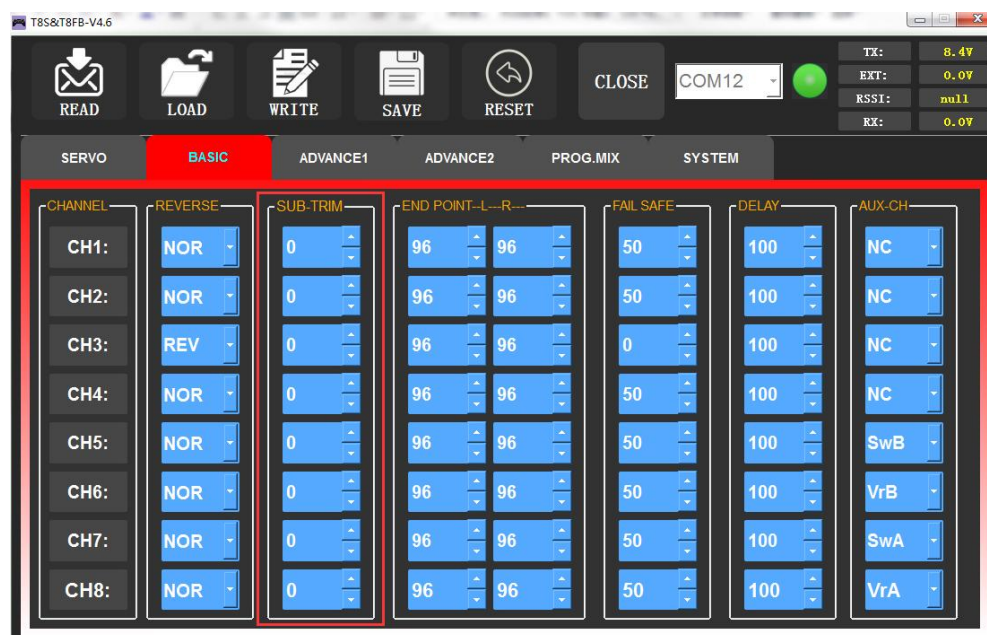 T8S&T8FB-V4.6
READ LOAD WRITE SAVE RESET CLOSE COM12
TX: 8.4V
EXT: 0.0V
RSSI: null
RX: 0.0V
SERVO BASIC ADVANCE1 ADVANCE2 PROG.MIX SYSTEM
CHANNEL REVERSE SUB-TRIM END POINT--L---R--- FAIL SAFE DELAY AUX-CH
CH1: NOR 0 96 96 50 100 NC
CH2: NOR 0 96 96 50 100 NC
CH3: REV 0 96 96 0 100 NC
CH4: NOR 0 96 96 50 100 NC
CH5: NOR 0 96 96 50 100 SwB
CH6: NOR 0 96 96 50 100 VrB
CH7: NOR 0 96 96 50 100 SwA
CH8: NOR 0 96 96 50 100 VrA